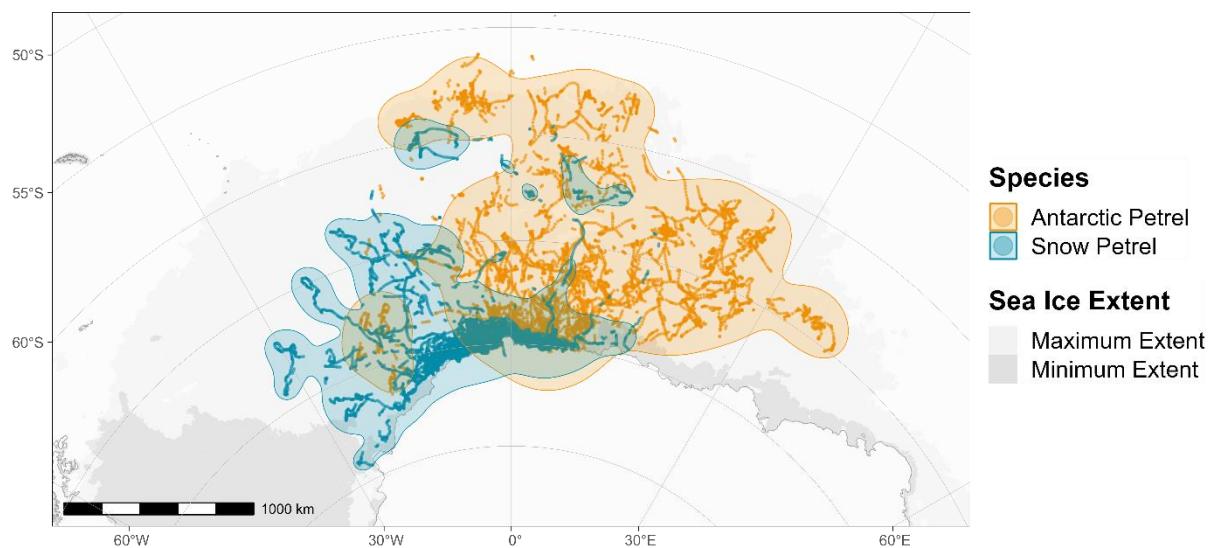 50°S
55°S
60°S
1000 km
60°W
30°W
0°
30°E
60°E
Species
Antarctic Petrel
Snow Petrel
Sea Ice Extent
Maximum Extent
Minimum Extent